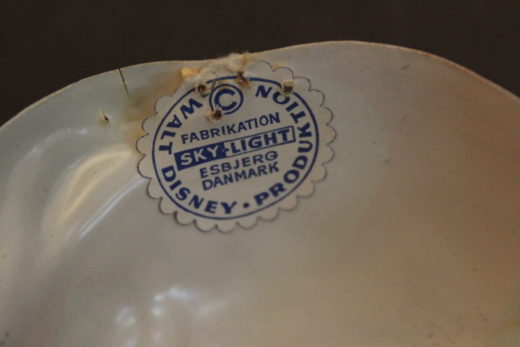 ©
WALT DISNEY · PRODUKTION
FABRIKATION
SKY-LIGHT
ESBJERG
DANMARK